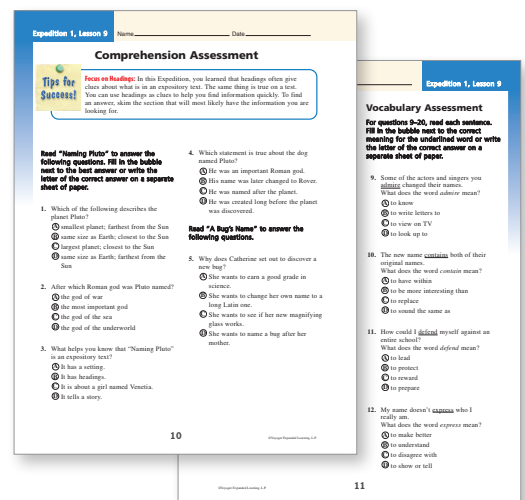 Expedition 1, Lesson 9
Name
Date
Comprehension Assessment
Tips for
Success!
Focus on Headings: In this Expedition, you learned that headings often give
clues about what is in an expository text. The same thing is true on a test.
You can use headings as clues to help you find information quickly. To find
an answer, skim the section that will most likely have the information you are
looking for.
Read “Naming Pluto” to answer the
following questions. Fill in the bubble
next to the best answer or write the
letter of the correct answer on a separate
sheet of paper.
1. Which of the following describes the
planet Pluto?
A smallest planet; farthest from the Sun
B same size as Earth; closest to the Sun
C largest planet; closest to the Sun
D same size as Earth; farthest from the
Sun
2. After which Roman god was Pluto named?
A the god of war
B the most important god
C the god of the sea
D the god of the underworld
3. What helps you know that “Naming Pluto”
is an expository text?
A It has a setting.
B It has headings.
C It is about a girl named Venetia.
D It tells a story.
4. Which statement is true about the dog
named Pluto?
A He was an important Roman god.
B His name was later changed to Rover.
C He was named after the planet.
D He was created long before the planet
was discovered.
Read “A Bug’s Name” to answer the
following questions.
5. Why does Catherine set out to discover a
new bug?
A She wants to earn a good grade in
science.
B She wants to change her own name to a
long Latin one.
C She wants to see if her new magnifying
glass works.
D She wants to name a bug after her
mother.
10
©Voyager Expanded Learning, L.P.
Expedition 1, Lesson 9
Vocabulary Assessment
For questions 9–20, read each sentence.
Fill in the bubble next to the correct
meaning for the underlined word or write
the letter of the correct answer on a
separate sheet of paper.
9. Some of the actors and singers you
admire changed their names.
What does the word admire mean?
A to know
B to write letters to
C to view on TV
D to look up to
10. The new name contains both of their
original names.
What does the word contain mean?
A to have within
B to be more interesting than
C to replace
D to sound the same as
11. How could I defend myself against an
entire school?
What does the word defend mean?
A to lead
B to protect
C to reward
D to prepare
12. My name doesn’t express who I
really am.
What does the word express mean?
A to make better
B to understand
C to disagree with
D to show or tell
©Voyager Expanded Learning, L.P.
11